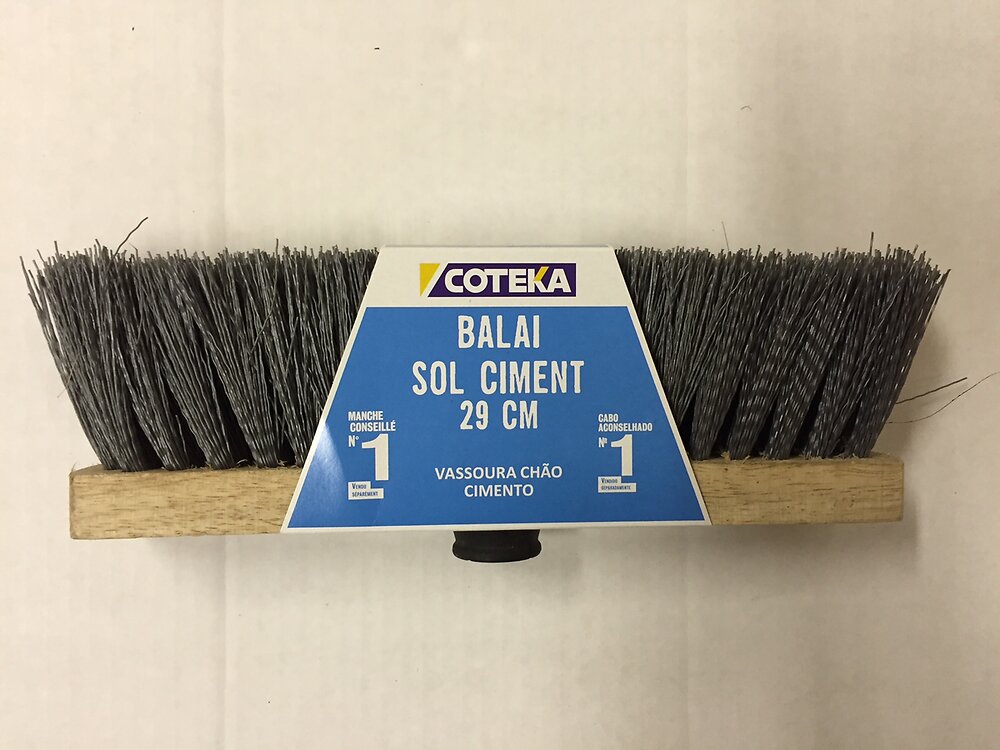 COTEKA
BALAI
SOL CIMENT
29 CM
MANCHE
CONSEILLÉ
N° 1
VENDU
SÉPARÉMENT
CABO
ACONSELHADO
Nº 1
VENDIDO
SEPARADAMENTE
VASSOURA CHÃO
CIMENTO